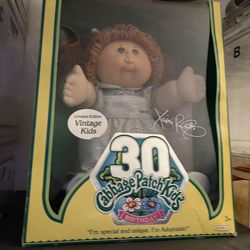 Limited Edition
Vintage
Kids
Xavier Roberts
30
Cabbage Patch Kids
BIRTHDAY
"I'm special and unique. I'm Adoptable!"
3+